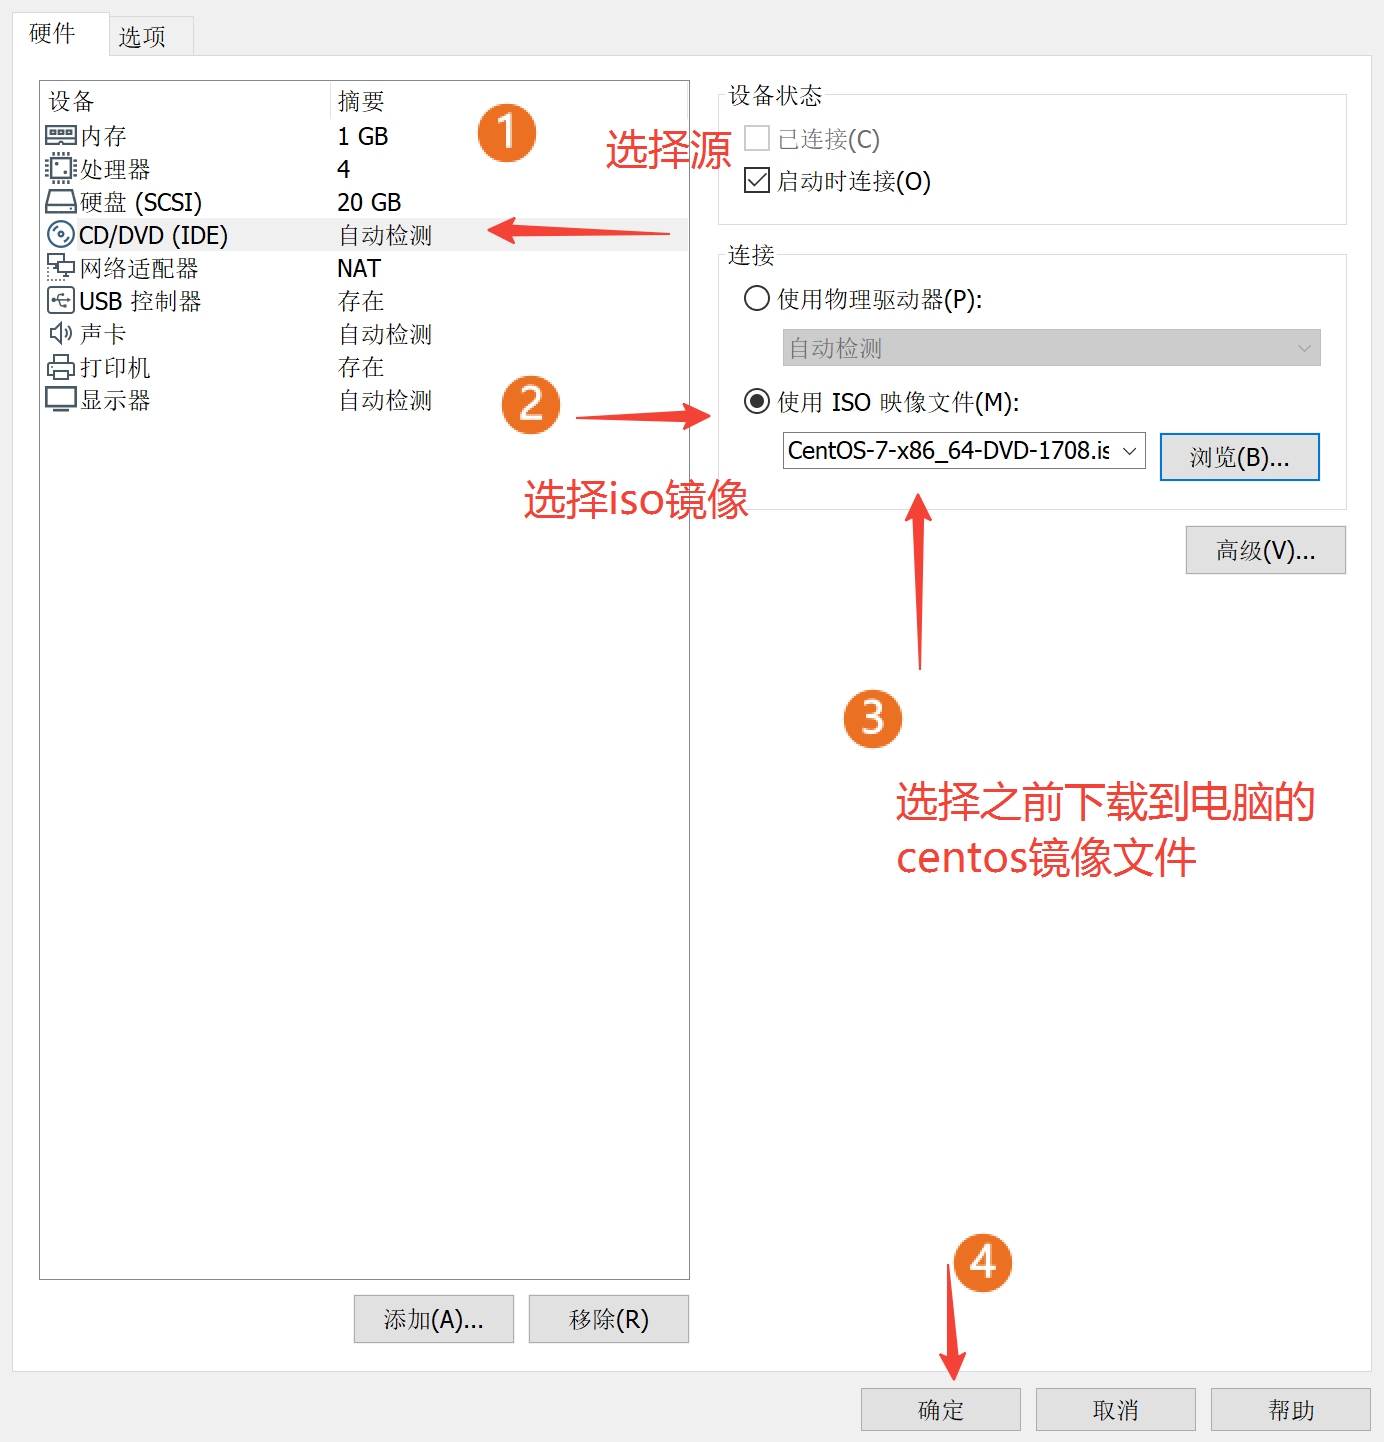 硬件
选项
设备 摘要
内存 1 GB
处理器 4
硬盘 (SCSI) 20 GB
CD/DVD (IDE) 自动检测
网络适配器 NAT
USB 控制器 存在
声卡 自动检测
打印机 存在
显示器 自动检测
1
选择源
2
选择iso镜像
设备状态
已连接(C)
启动时连接(O)
连接
使用物理驱动器(P):
自动检测
使用 ISO 映像文件(M):
CentOS-7-x86_64-DVD-1708.is
浏览(B)...
高级(V)...
3
选择之前下载到电脑的
centos镜像文件
4
添加(A)...
移除(R)
确定
取消
帮助